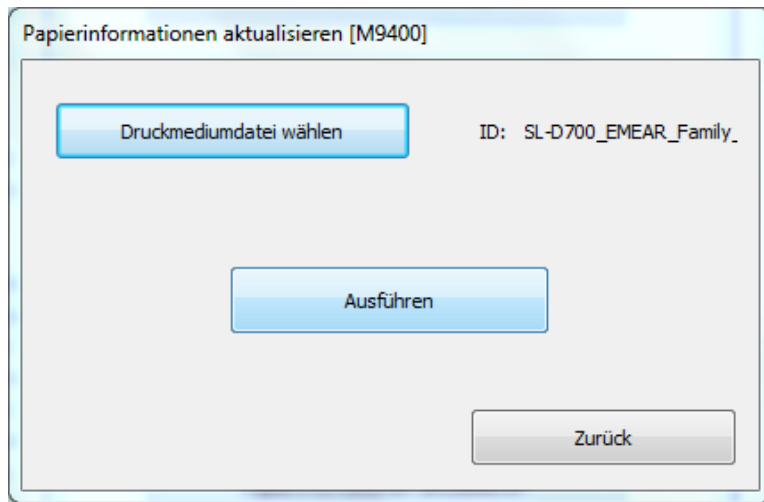 Papierinformationen aktualisieren [M9400]
Druckmediumdatei wählen
ID: SL-D700_EMEAR_Family_
Ausführen
Zurück